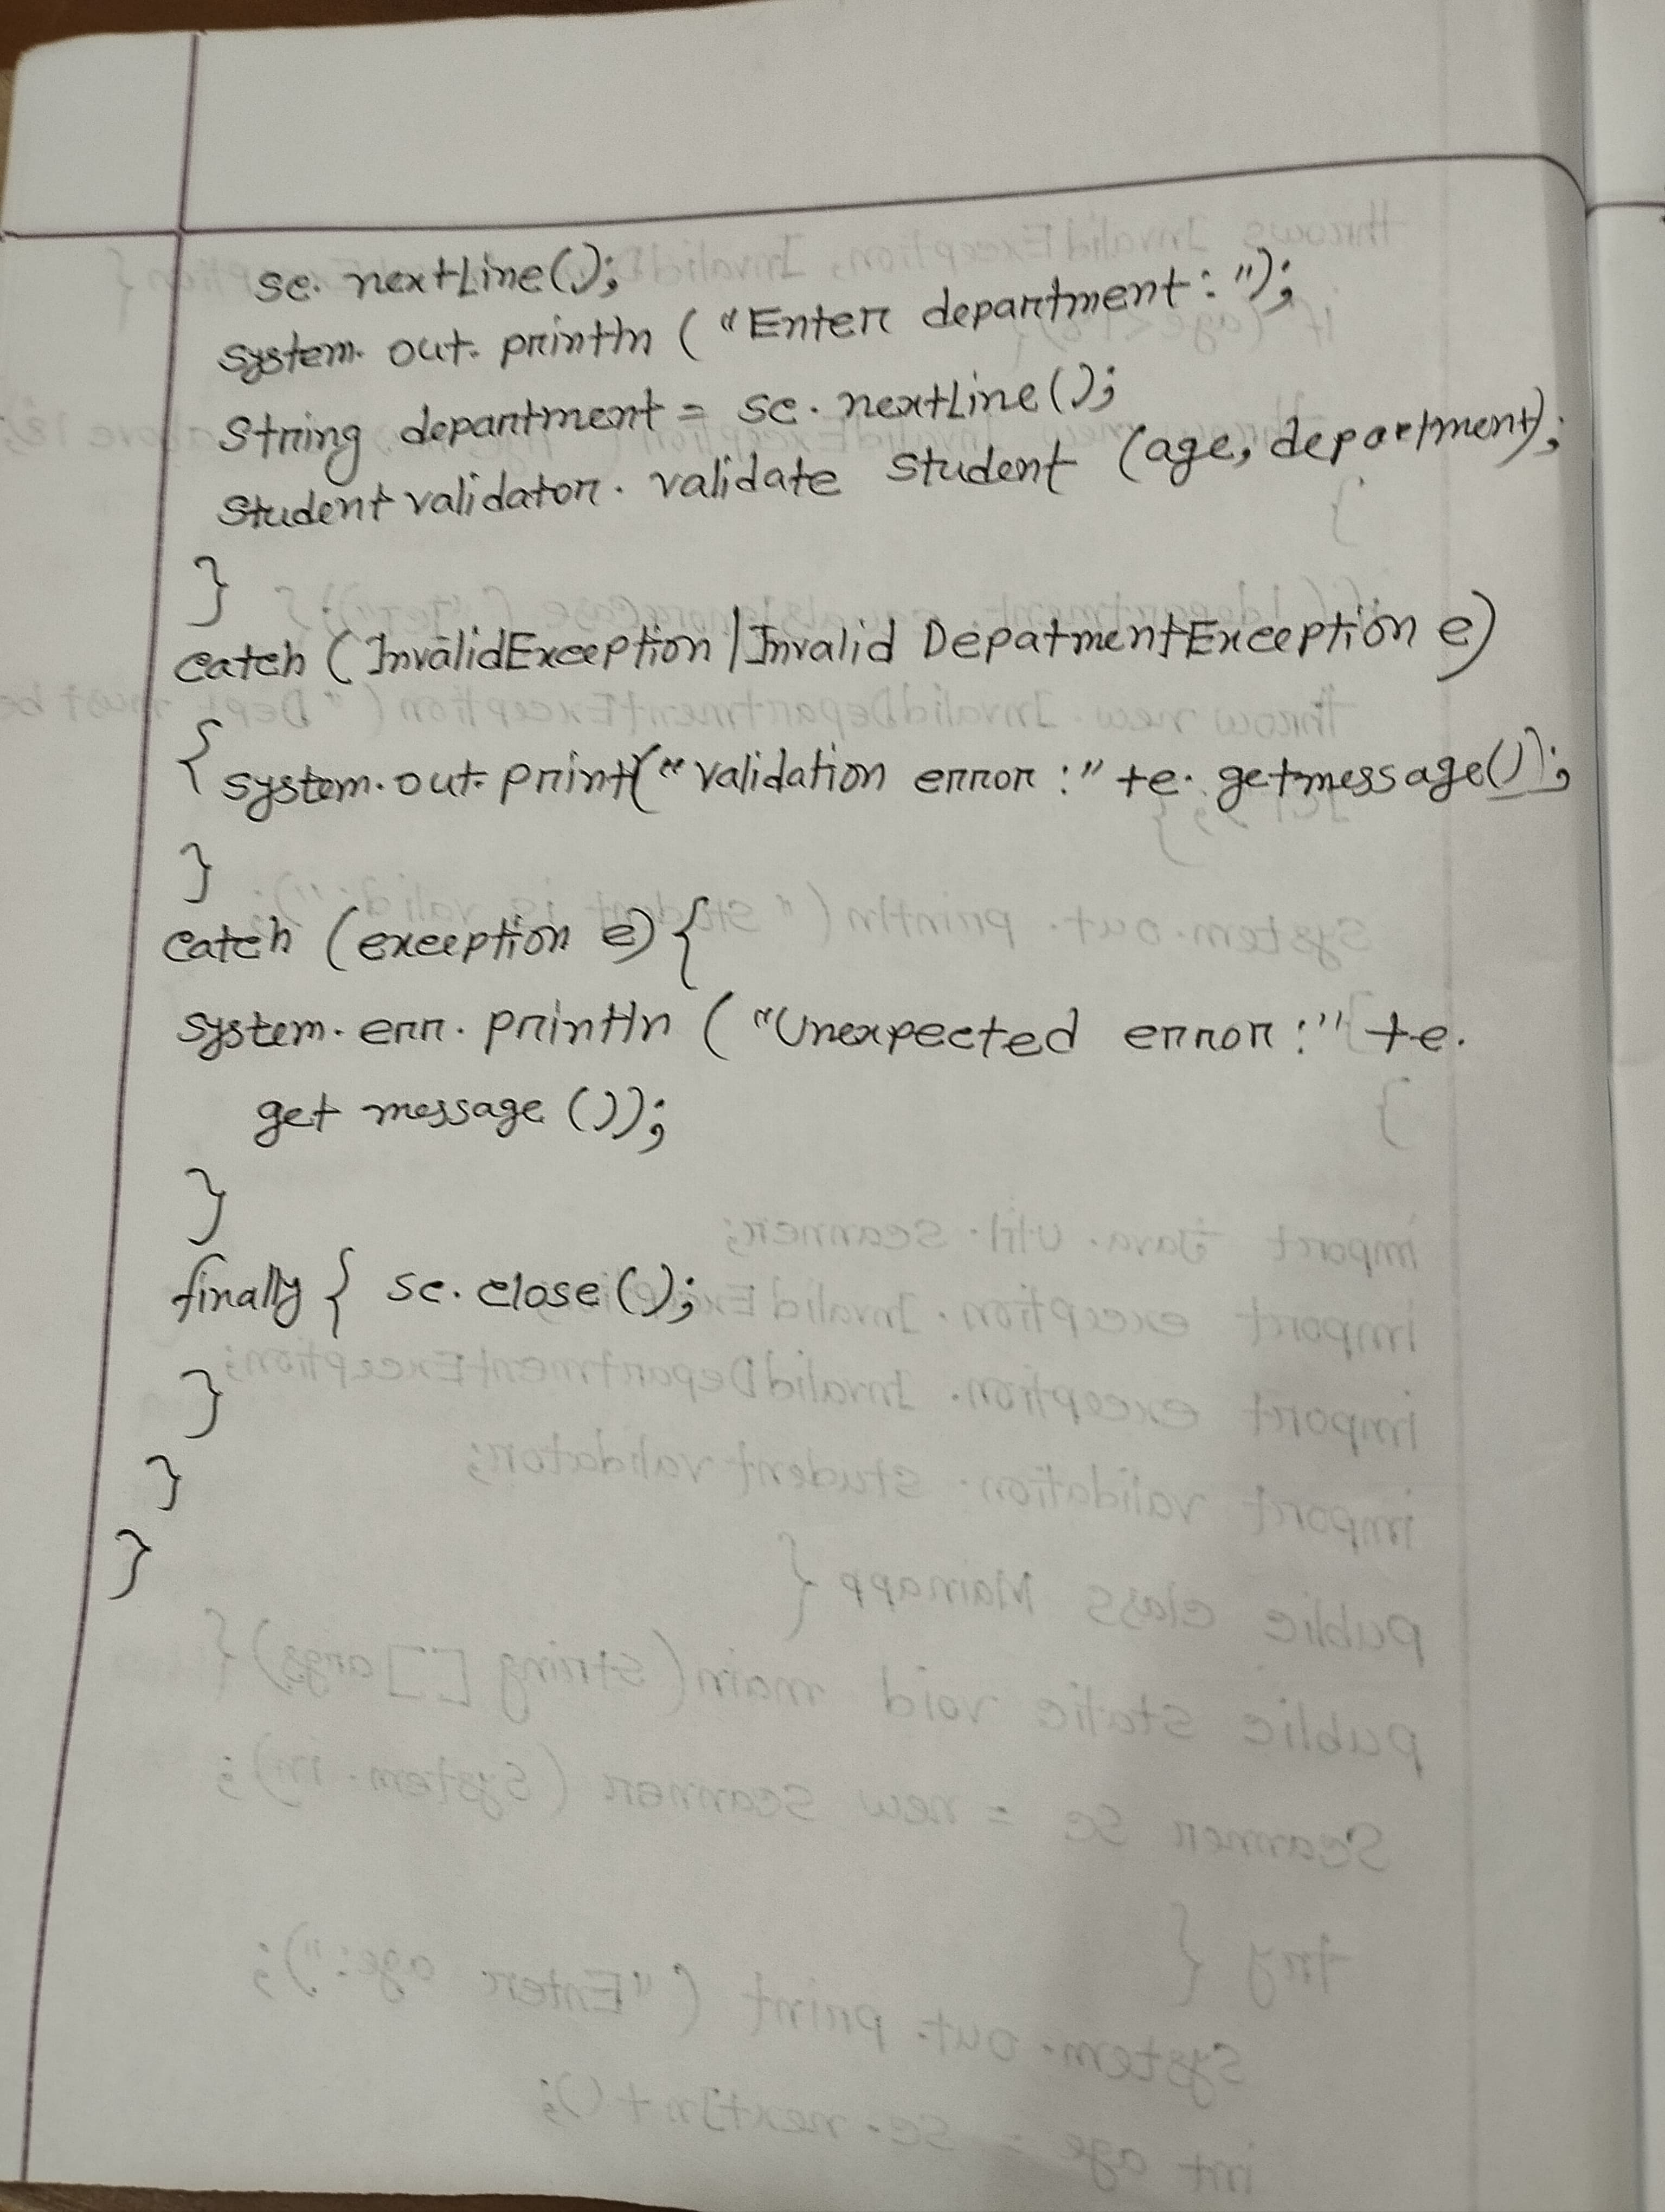 sc. nextLine();
System. out. println ("Enter department: ");
String department = sc. nextLine();
Student validator. validate Student (age, department);
}
catch (InvalidException | Invalid DepatmentException e)
{ System. out. print("validation error :" +e. getmessage());
}
catch (exception e) {
System. err. println ("Unexpected error:" +e.
get message ());
}
finally { sc. close();
}
}
}